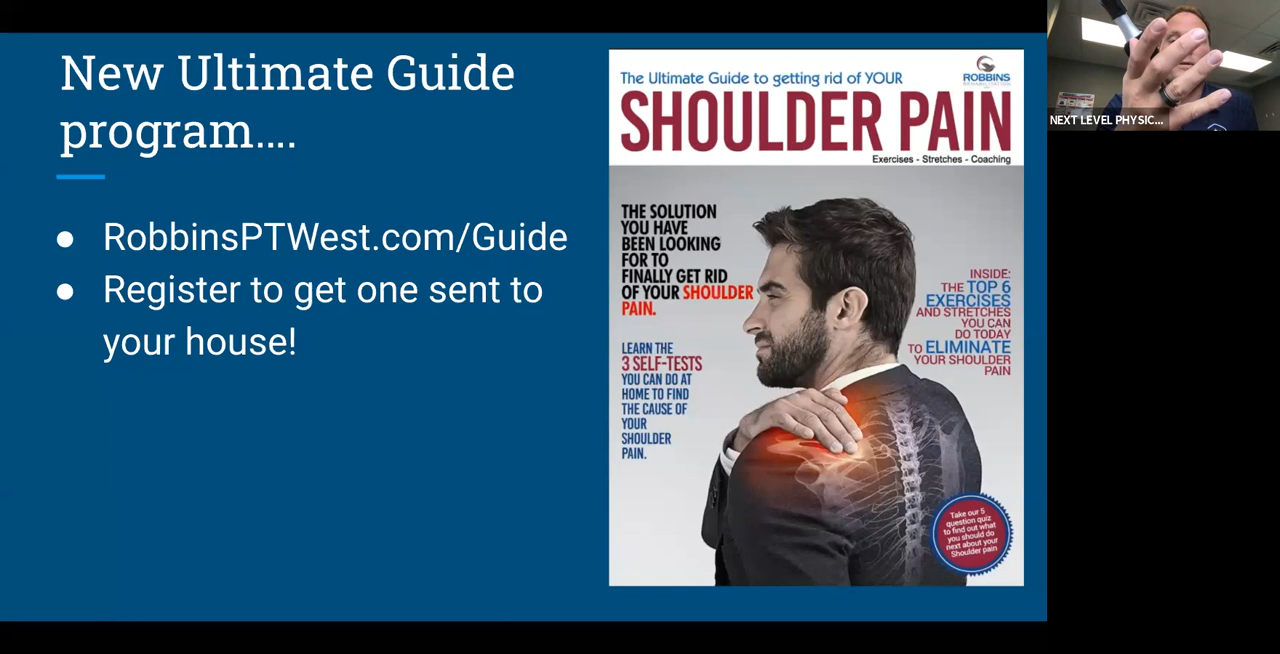 New Ultimate Guide
program....
RobbinsPTWest.com/Guide
Register to get one sent to
your house!
The Ultimate Guide to getting rid of YOUR
ROBBINS
REHABILITATION
SHOULDER PAIN
Exercises - Stretches - Coaching
THE SOLUTION
YOU HAVE
BEEN LOOKING
FOR TO
FINALLY GET RID
OF YOUR SHOULDER
PAIN.
LEARN THE
3 SELF-TESTS
YOU CAN DO AT
HOME TO FIND
THE CAUSE OF
YOUR
SHOULDER
PAIN.
INSIDE:
THE TOP 6
EXERCISES
AND STRETCHES
YOU CAN
DO TODAY
TO ELIMINATE
YOUR SHOULDER
PAIN
Take our 5
question quiz
to find out what
you should do
next about your
Shoulder pain
NEXT LEVEL PHYSIC...